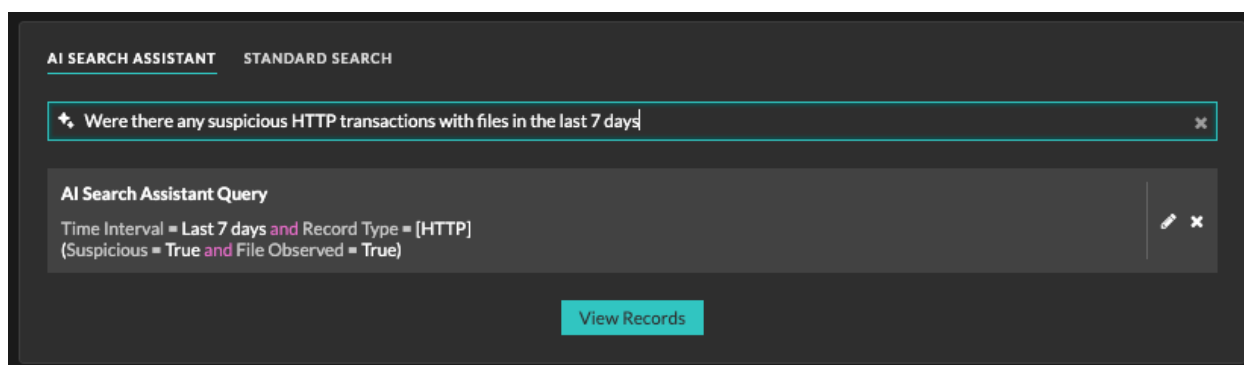 AI SEARCH ASSISTANT STANDARD SEARCH
Were there any suspicious HTTP transactions with files in the last 7 days
AI Search Assistant Query
Time Interval = Last 7 days and Record Type = [HTTP]
(Suspicious = True and File Observed = True)
View Records